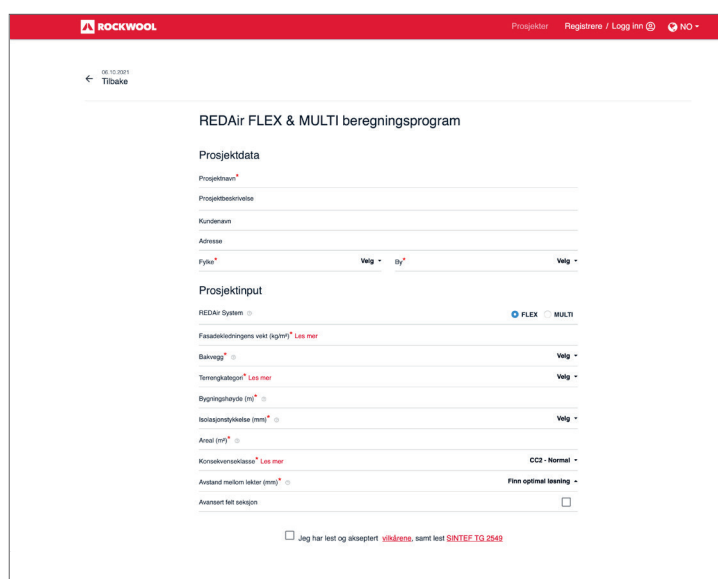 ROCKWOOL
Prosjekter Registrere / Logg inn NO
06.10.2021
Tilbake
REDAir FLEX & MULTI beregningsprogram
Prosjektdata
Prosjektnavn*
Prosjektbeskrivelse
Kundenavn
Adresse
Fylke* Velg By* Velg
Prosjektinput
REDAir System FLEX MULTI
Fasadekledningens vekt (kg/m²)* Les mer
Bakvegg* Velg
Terrengkategori* Les mer Velg
Bygningshøyde (m)*
Isolasjonstykkelse (mm)* Velg
Areal (m²)*
Konsekvenseklasse* Les mer CC2 - Normal
Avstand mellom lekter (mm)* Finn optimal løsning
Avansert felt seksjon
Jeg har lest og akseptert vilkårene, samt lest SINTEF TG 2549